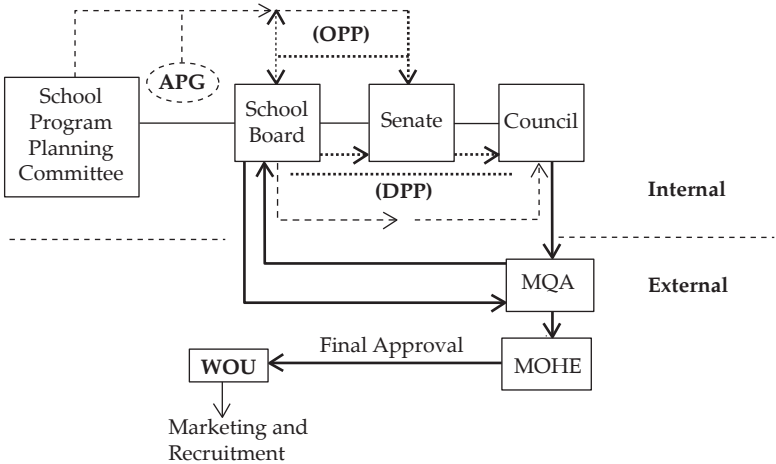 (OPP)
APG
School
Program
Planning
Committee
School
Board
Senate
Council
(DPP)
Internal
MQA
External
Final Approval
WOU
MOHE
Marketing and
Recruitment